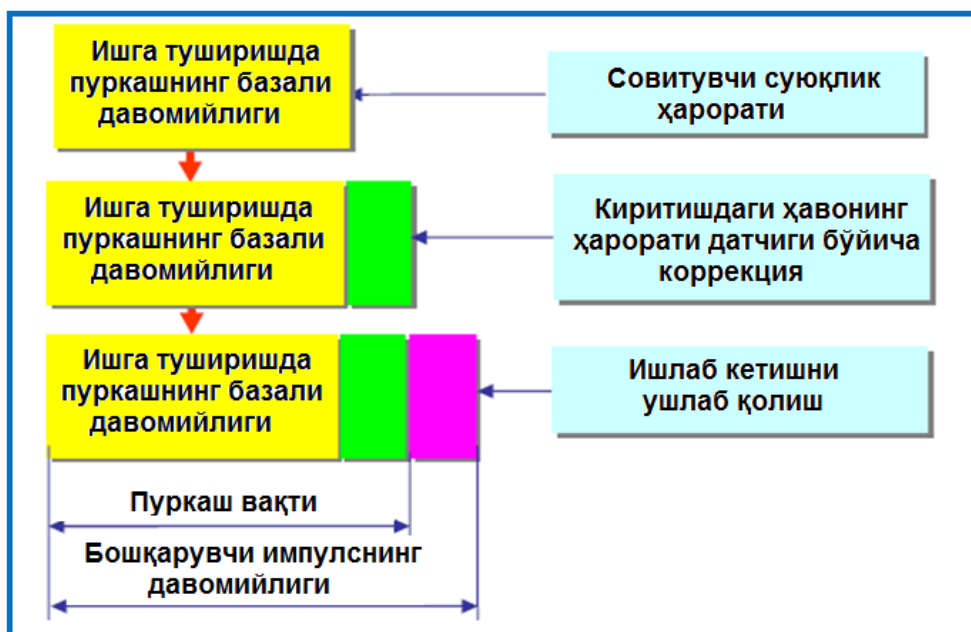 Ишга туширишда
пуркашнинг базали
давомийлиги
Совитувчи суюқлик
ҳарорати
Ишга туширишда
пуркашнинг базали
давомийлиги
Киритишдаги ҳавонинг
ҳарорати датчиги бўйича
коррекция
Ишга туширишда
пуркашнинг базали
давомийлиги
Ишлаб кетишни
ушлаб қолиш
Пуркаш вақти
Бошқарувчи импулснинг
давомийлиги